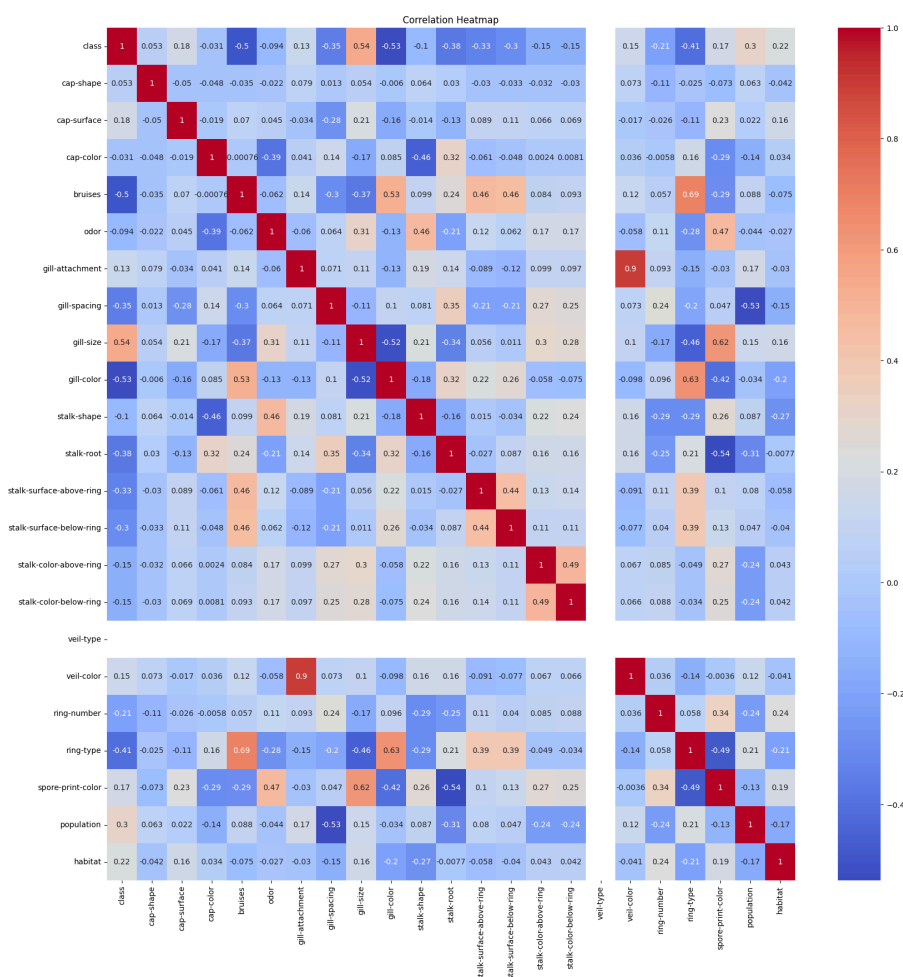 Correlation Heatmap
class 1 0.053 0.18 -0.031 -0.5 -0.094 0.13 -0.35 0.54 -0.53 -0.1 -0.38 -0.33 -0.3 -0.15 -0.15 0.15 -0.21 -0.41 0.17 0.3 0.22
cap-shape 0.053 1 -0.05 -0.048 -0.035 -0.022 0.079 0.013 0.054 -0.006 0.064 0.03 -0.03 -0.033 -0.032 -0.03 0.073 -0.11 -0.025 -0.073 0.063 -0.042
cap-surface 0.18 -0.05 1 -0.019 0.07 0.045 -0.034 -0.28 0.21 -0.16 -0.014 -0.13 0.089 0.11 0.066 0.069 -0.017 -0.026 -0.11 0.23 0.022 0.16
cap-color -0.031 -0.048 -0.019 1 0.00076 -0.39 0.041 0.14 -0.17 0.085 -0.46 0.32 -0.061 -0.048 0.0024 0.0081 0.036 -0.0058 0.16 -0.29 -0.14 0.034
bruises -0.5 -0.035 0.07 -0.00076 1 -0.062 0.14 -0.3 -0.37 0.53 0.099 0.24 0.46 0.46 0.084 0.093 0.12 0.057 0.69 -0.29 0.088 -0.075
odor -0.094 -0.022 0.045 -0.39 -0.062 1 -0.06 0.064 0.31 -0.13 0.46 -0.21 0.12 0.062 0.17 0.17 -0.058 0.11 -0.28 0.47 -0.044 -0.027
gill-attachment 0.13 0.079 -0.034 0.041 0.14 -0.06 1 0.071 0.11 -0.13 0.19 0.14 -0.089 -0.12 0.099 0.097 0.9 0.093 -0.15 -0.03 0.17 -0.03
gill-spacing -0.35 0.013 -0.28 0.14 -0.3 0.064 0.071 1 -0.11 0.1 0.081 0.35 -0.21 -0.21 0.27 0.25 0.073 0.24 -0.2 0.047 -0.53 -0.15
gill-size 0.54 0.054 0.21 -0.17 -0.37 0.31 0.11 -0.11 1 -0.52 0.21 -0.34 0.056 0.011 0.3 0.28 0.1 -0.17 -0.46 0.62 0.15 0.16
gill-color -0.53 -0.006 -0.16 0.085 0.53 -0.13 -0.13 0.1 -0.52 1 -0.18 0.32 0.22 0.26 -0.058 -0.075 -0.098 0.096 0.63 -0.42 -0.034 -0.2
stalk-shape -0.1 0.064 -0.014 -0.46 0.099 0.46 0.19 0.081 0.21 -0.18 1 -0.16 0.015 -0.034 0.22 0.24 0.16 -0.29 -0.29 0.26 0.087 -0.27
stalk-root -0.38 0.03 -0.13 0.32 0.24 -0.21 0.14 0.35 -0.34 0.32 -0.16 1 -0.027 0.087 0.16 0.16 0.16 -0.25 0.21 -0.54 -0.31 -0.0077
stalk-surface-above-ring -0.33 -0.03 0.089 -0.061 0.46 0.12 -0.089 -0.21 0.056 0.22 0.015 -0.027 1 0.44 0.13 0.14 -0.091 0.11 0.39 0.1 0.08 -0.058
stalk-surface-below-ring -0.3 -0.033 0.11 -0.048 0.46 0.062 -0.12 -0.21 0.011 0.26 -0.034 0.087 0.44 1 0.11 0.11 -0.077 0.04 0.39 0.13 0.047 -0.04
stalk-color-above-ring -0.15 -0.032 0.066 0.0024 0.084 0.17 0.099 0.27 0.3 -0.058 0.22 0.16 0.13 0.11 1 0.49 0.067 0.085 -0.049 0.27 -0.24 0.043
stalk-color-below-ring -0.15 -0.03 0.069 0.0081 0.093 0.17 0.097 0.25 0.28 -0.075 0.24 0.16 0.14 0.11 0.49 1 0.066 0.088 -0.034 0.25 -0.24 0.042
veil-type
veil-color 0.15 0.073 -0.017 0.036 0.12 -0.058 0.9 0.073 0.1 -0.098 0.16 0.16 -0.091 -0.077 0.067 0.066 1 0.036 -0.14 -0.0036 0.12 -0.041
ring-number -0.21 -0.11 -0.026 -0.0058 0.057 0.11 0.093 0.24 -0.17 0.096 -0.29 -0.25 0.11 0.04 0.085 0.088 0.036 1 0.058 0.34 -0.24 0.24
ring-type -0.41 -0.025 -0.11 0.16 0.69 -0.28 -0.15 -0.2 -0.46 0.63 -0.29 0.21 0.39 0.39 -0.049 -0.034 -0.14 0.058 1 -0.49 0.21 -0.21
spore-print-color 0.17 -0.073 0.23 -0.29 -0.29 0.47 -0.03 0.047 0.62 -0.42 0.26 -0.54 0.1 0.13 0.27 0.25 -0.0036 0.34 -0.49 1 -0.13 0.19
population 0.3 0.063 0.022 -0.14 0.088 -0.044 0.17 -0.53 0.15 -0.034 0.087 -0.31 0.08 0.047 -0.24 -0.24 0.12 -0.24 0.21 -0.13 1 -0.17
habitat 0.22 -0.042 0.16 0.034 -0.075 -0.027 -0.03 -0.15 0.16 -0.2 -0.27 -0.0077 -0.058 -0.04 0.043 0.042 -0.041 0.24 -0.21 0.19 -0.17 1
class
cap-shape
cap-surface
cap-color
bruises
odor
gill-attachment
gill-spacing
gill-size
gill-color
stalk-shape
stalk-root
talk-surface-above-ring
talk-surface-below-ring
stalk-color-above-ring
stalk-color-below-ring
veil-type
veil-color
ring-number
ring-type
spore-print-color
population
habitat
1.0
0.8
0.6
0.4
0.2
0.0
−0.2
−0.4